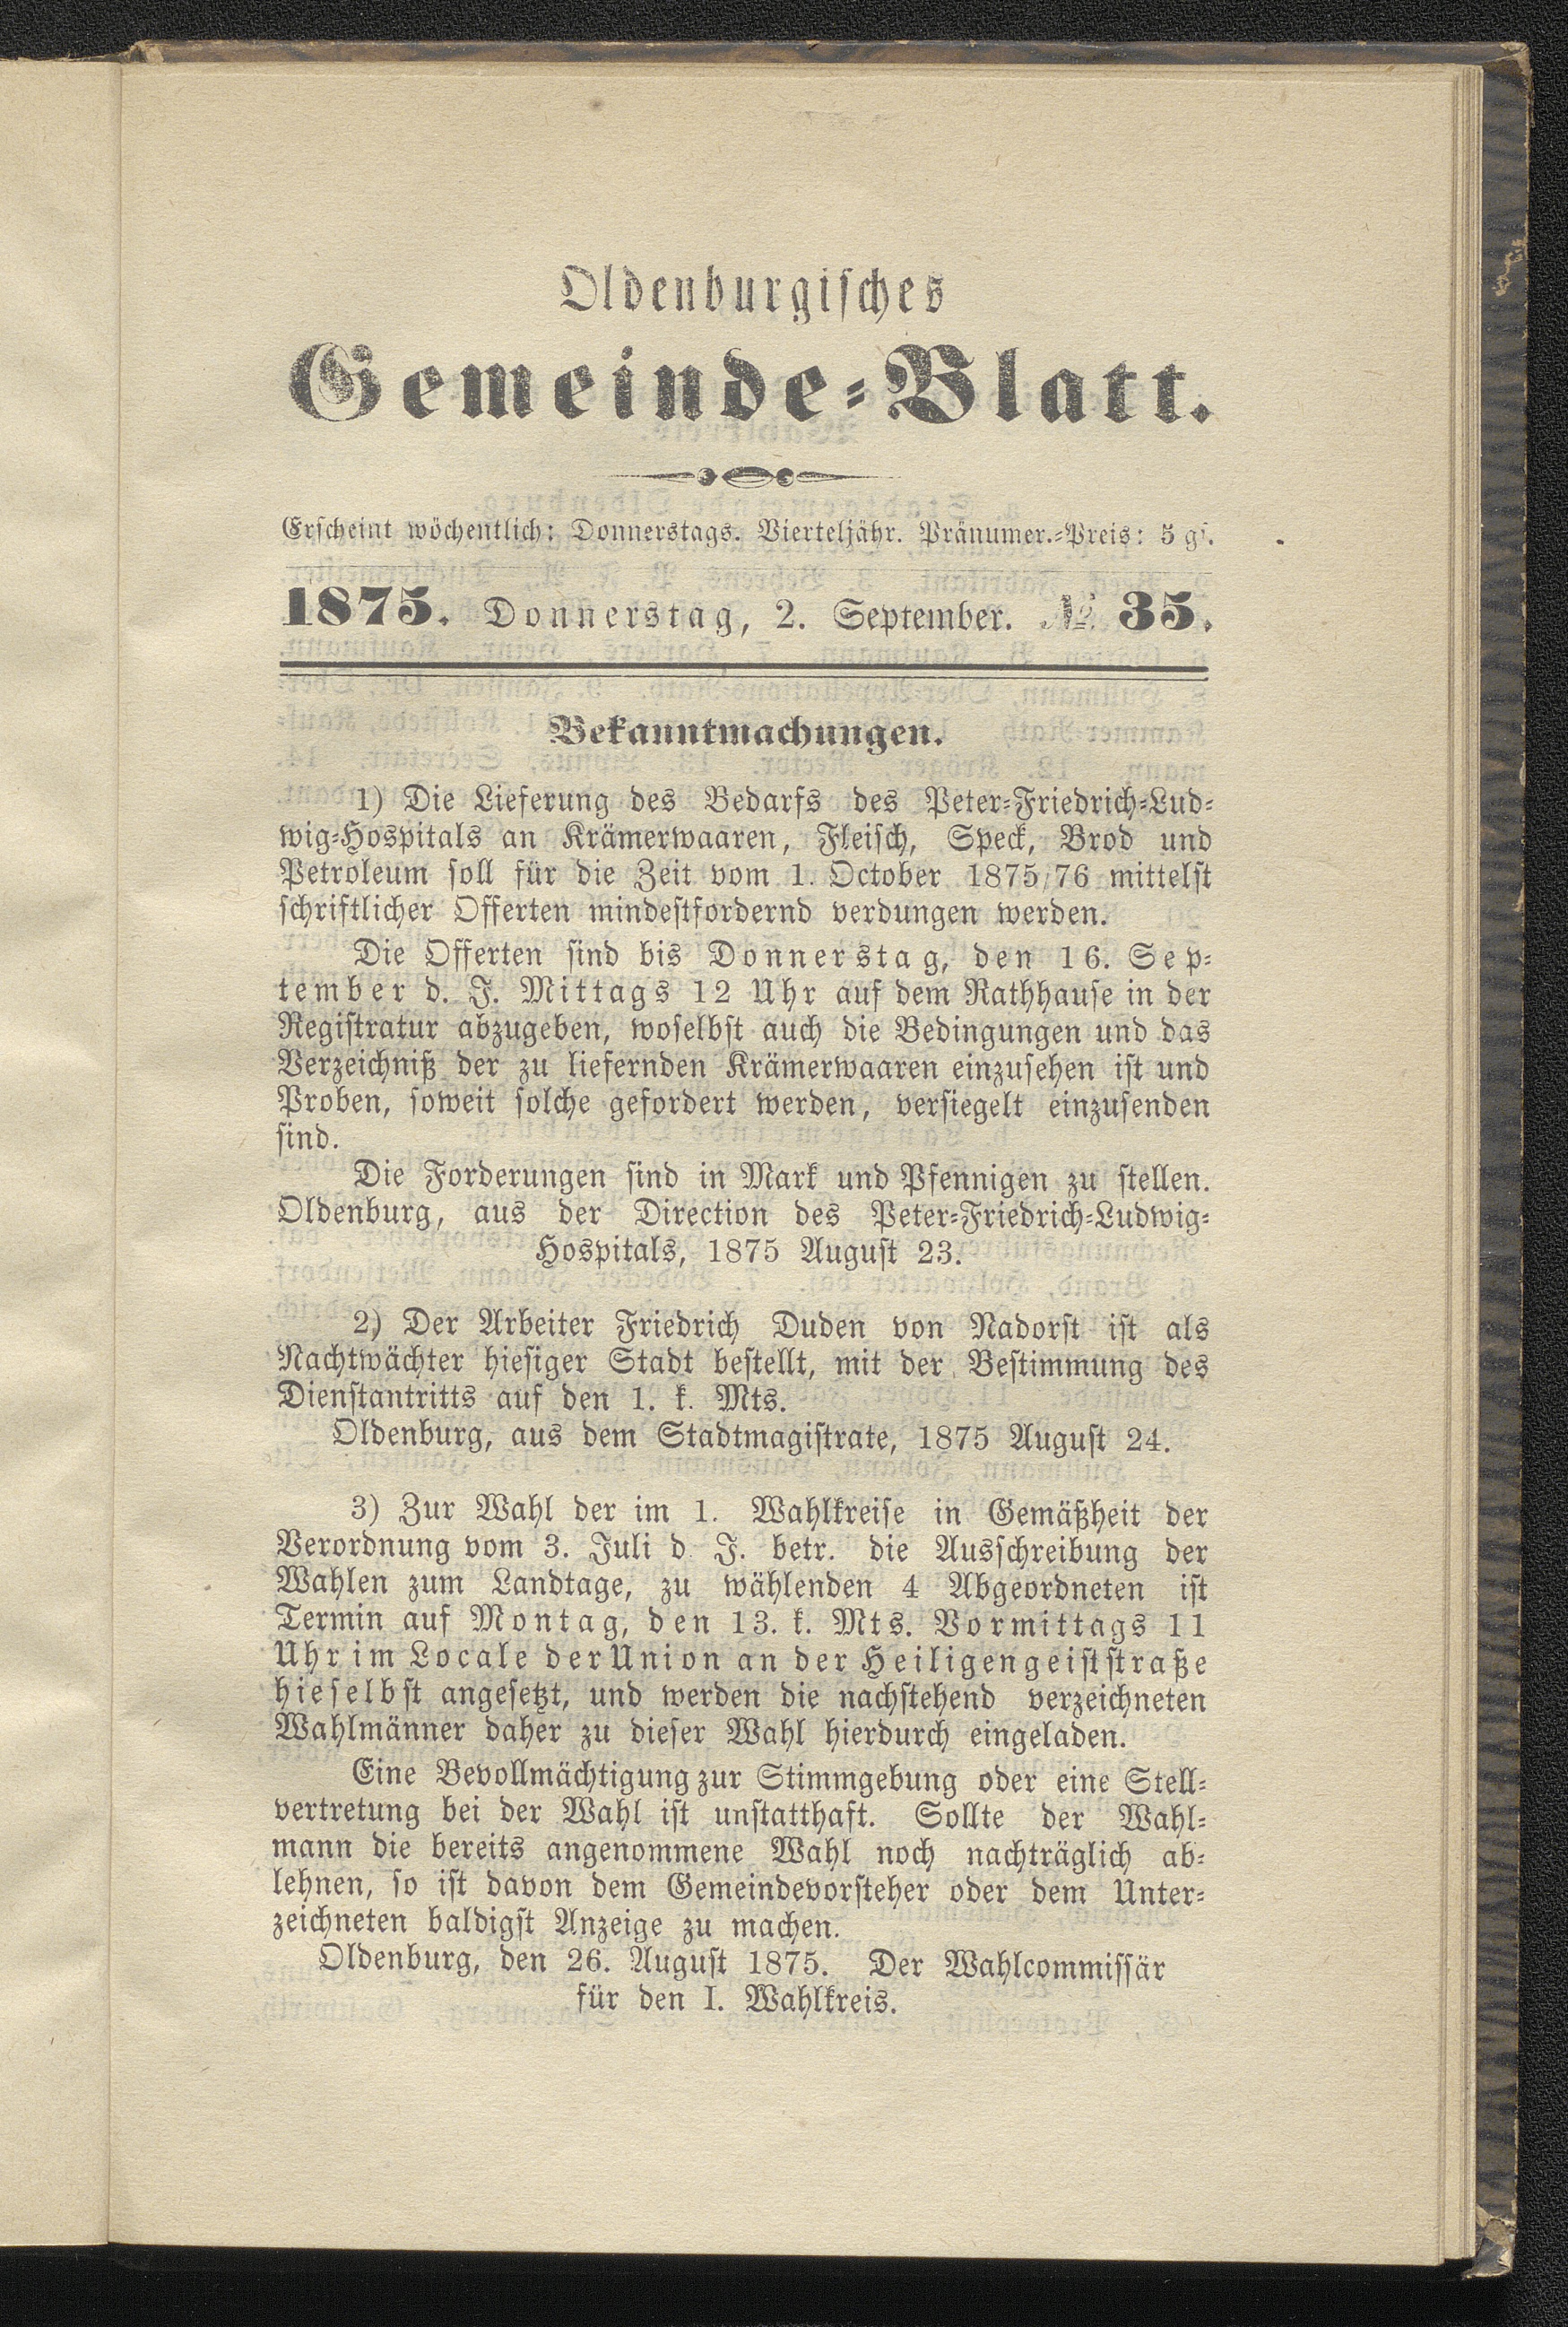 Oldenburgisches
Gemeinde-Blatt.
Erscheint wöchentlich: Donnerstags. Vierteljähr. Pränumer.-Preis: 5 gs.
1875. Donnerstag, 2. September. № 35.
Bekanntmachungen.
1) Die Lieferung des Bedarfs des Peter-Friedrich-Lud-
wig-Hospitals an Krämerwaaren, Fleisch, Speck, Brod und
Petroleum soll für die Zeit vom 1. October 1875/76 mittelst
schriftlicher Offerten mindestfordernd verdungen werden.
Die Offerten sind bis Donnerstag, den 16. Sep-
tember d. J. Mittags 12 Uhr auf dem Rathhause in der
Registratur abzugeben, woselbst auch die Bedingungen und das
Verzeichniß der zu liefernden Krämerwaaren einzusehen ist und
Proben, soweit solche gefordert werden, versiegelt einzusenden
sind.
Die Forderungen sind in Mark und Pfennigen zu stellen.
Oldenburg, aus der Direction des Peter-Friedrich-Ludwig-
Hospitals, 1875 August 23.
2) Der Arbeiter Friedrich Duden von Nadorst ist als
Nachtwächter hiesiger Stadt bestellt, mit der Bestimmung des
Dienstantritts auf den 1. k. Mts.
Oldenburg, aus dem Stadtmagistrate, 1875 August 24.
3) Zur Wahl der im 1. Wahlkreise in Gemäßheit der
Verordnung vom 3. Juli d. J. betr. die Ausschreibung der
Wahlen zum Landtage, zu wählenden 4 Abgeordneten ist
Termin auf Montag, den 13. k. Mts. Vormittags 11
Uhr im Locale der Union an der Heiligengeiststraße
hieselbst angesetzt, und werden die nachstehend verzeichneten
Wahlmänner daher zu dieser Wahl hierdurch eingeladen.
Eine Bevollmächtigung zur Stimmgebung oder eine Stell-
vertretung bei der Wahl ist unstatthaft. Sollte der Wahl-
mann die bereits angenommene Wahl noch nachträglich ab-
lehnen, so ist davon dem Gemeindevorsteher oder dem Unter-
zeichneten baldigst Anzeige zu machen.
Oldenburg, den 26. August 1875. Der Wahlcommissär
für den I. Wahlkreis.